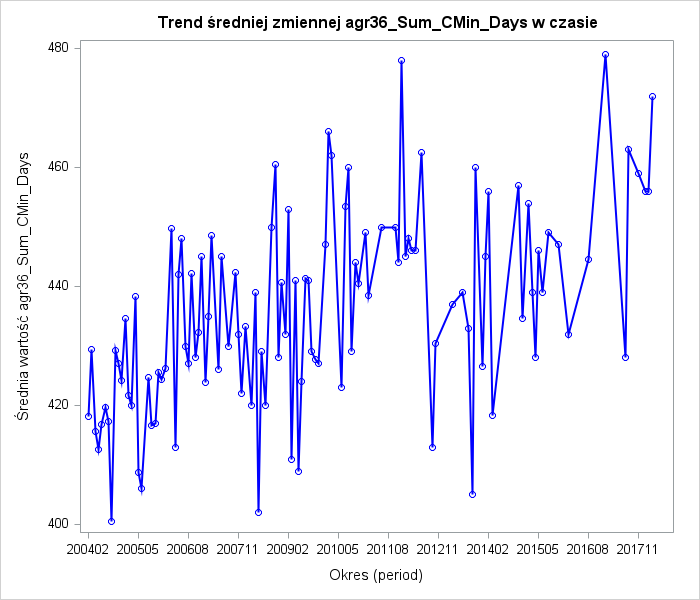 Trend średniej zmiennej agr36_Sum_CMin_Days w czasie
Średnia wartość agr36_Sum_CMin_Days
480
460
440
420
400
200402 200505 200608 200711 200902 201005 201108 201211 201402 201505 201608 201711
Okres (period)